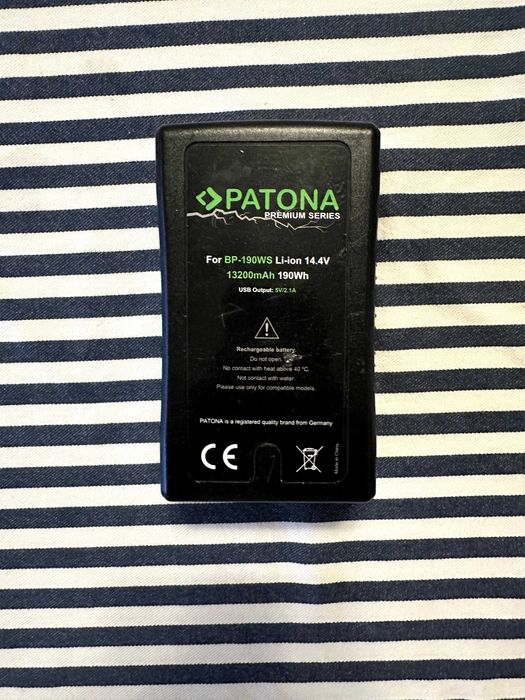 PATONA
PREMIUM SERIES
For BP-190WS Li-ion 14.4V
13200mAh 190Wh
USB Output: 5V/2.1A
Rechargeable battery.
Do not open.
No contact with heat above 40 °C.
Not contact with water.
Please use only for compatible models.
PATONA is a registered quality brand from Germany
CE
Made in China